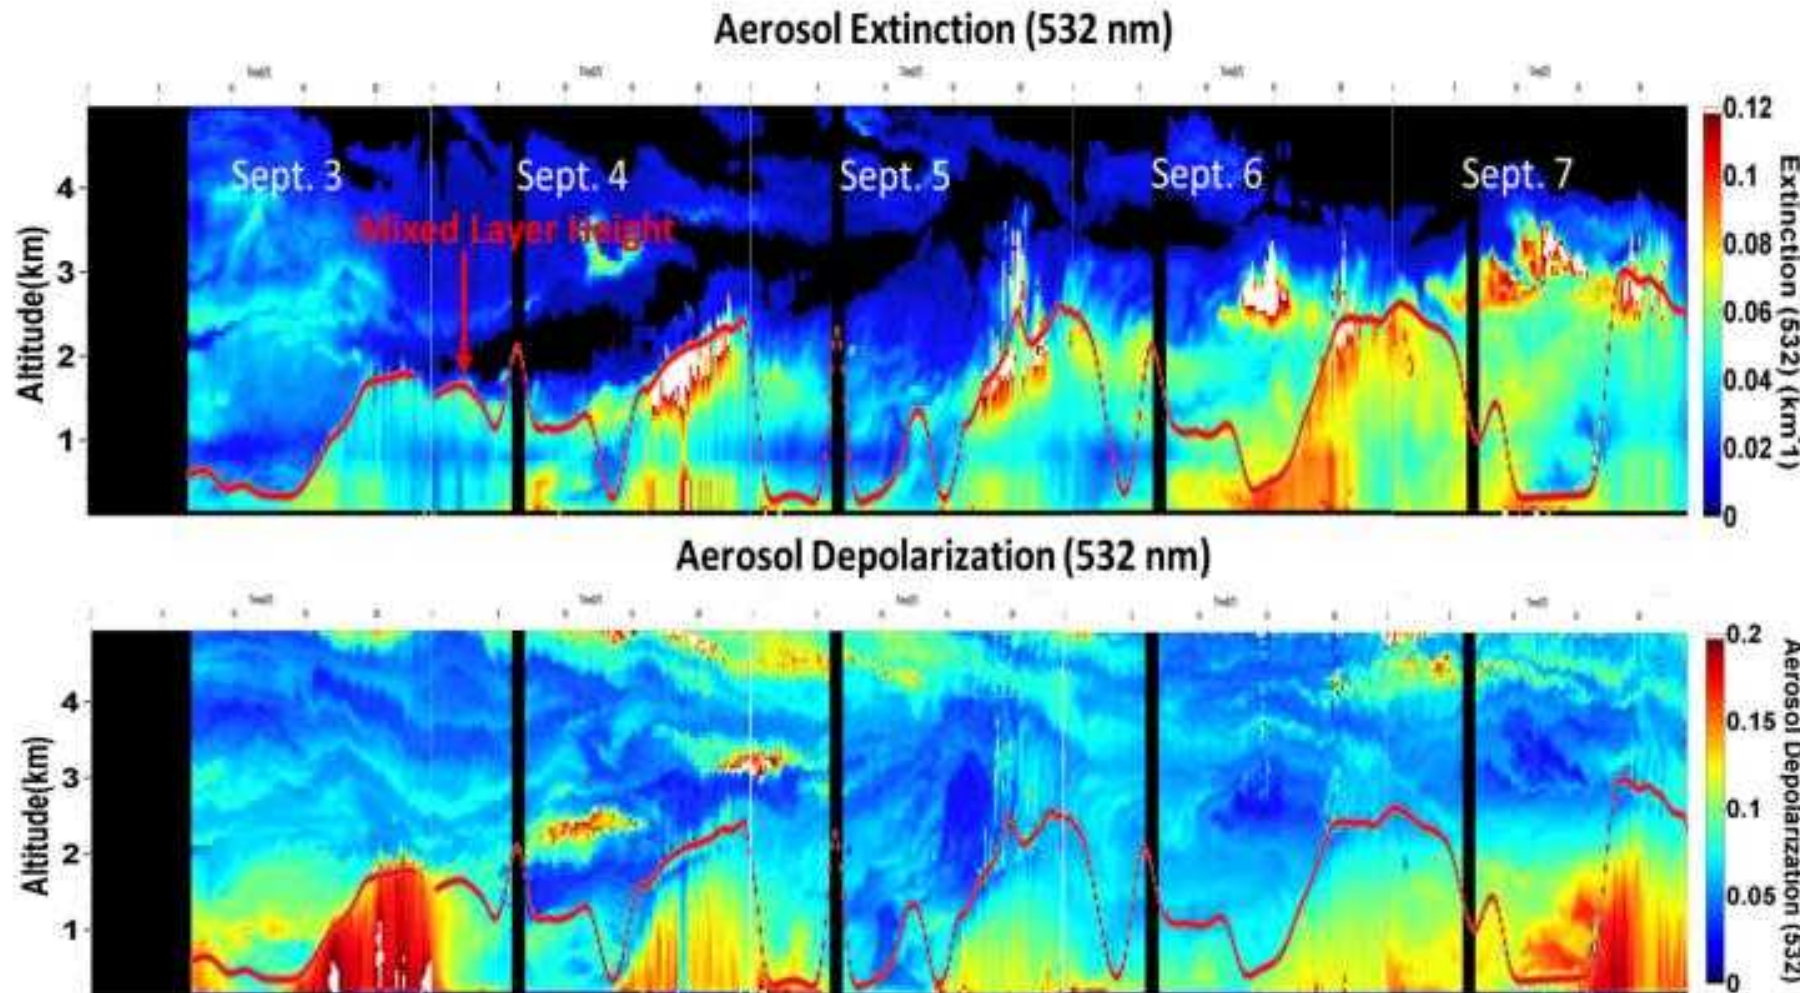 Aerosol Extinction (532 nm)
Sept. 3
Sept. 4
Sept. 5
Sept. 6
Sept. 7
Mixed Layer Height
4
3
2
1
Altitude(km)
0.12
0.1
0.08
0.06
0.04
0.02
0
Extinction (532) (km-1)
Aerosol Depolarization (532 nm)
4
3
2
1
Altitude(km)
0.2
0.15
0.1
0.05
0
Aerosol Depolarization (532)